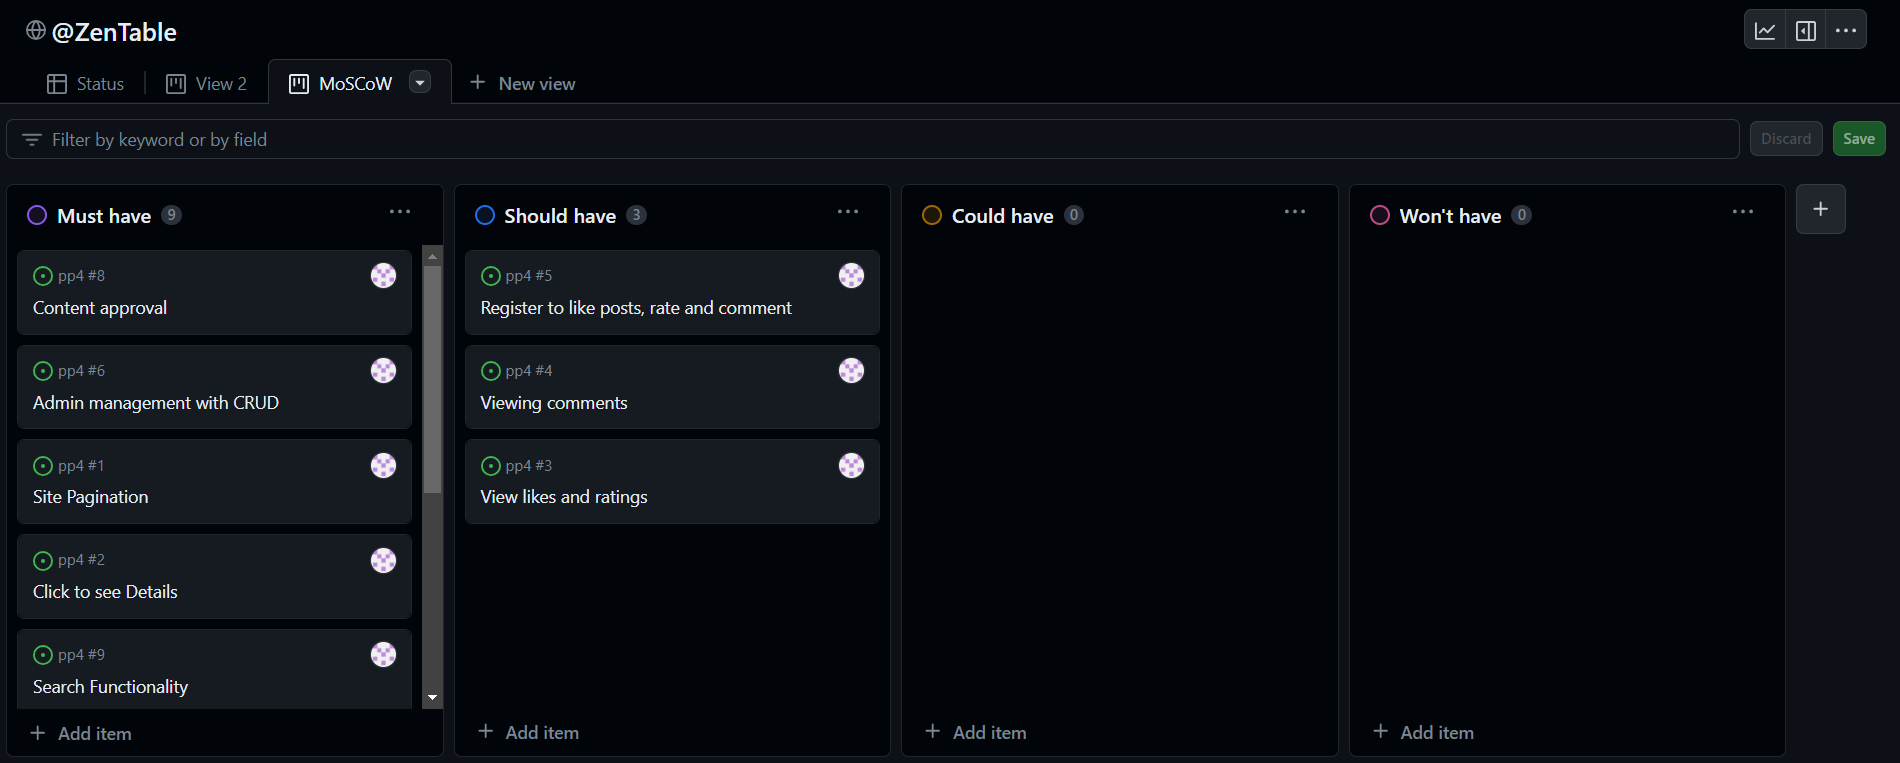 @ZenTable
Status
View 2
MoSCoW
New view
Filter by keyword or by field
Discard
Save
Must have 9
pp4 #8
Content approval
pp4 #6
Admin management with CRUD
pp4 #1
Site Pagination
pp4 #2
Click to see Details
pp4 #9
Search Functionality
Add item
Should have 3
pp4 #5
Register to like posts, rate and comment
pp4 #4
Viewing comments
pp4 #3
View likes and ratings
Add item
Could have 0
Add item
Won't have 0
Add item